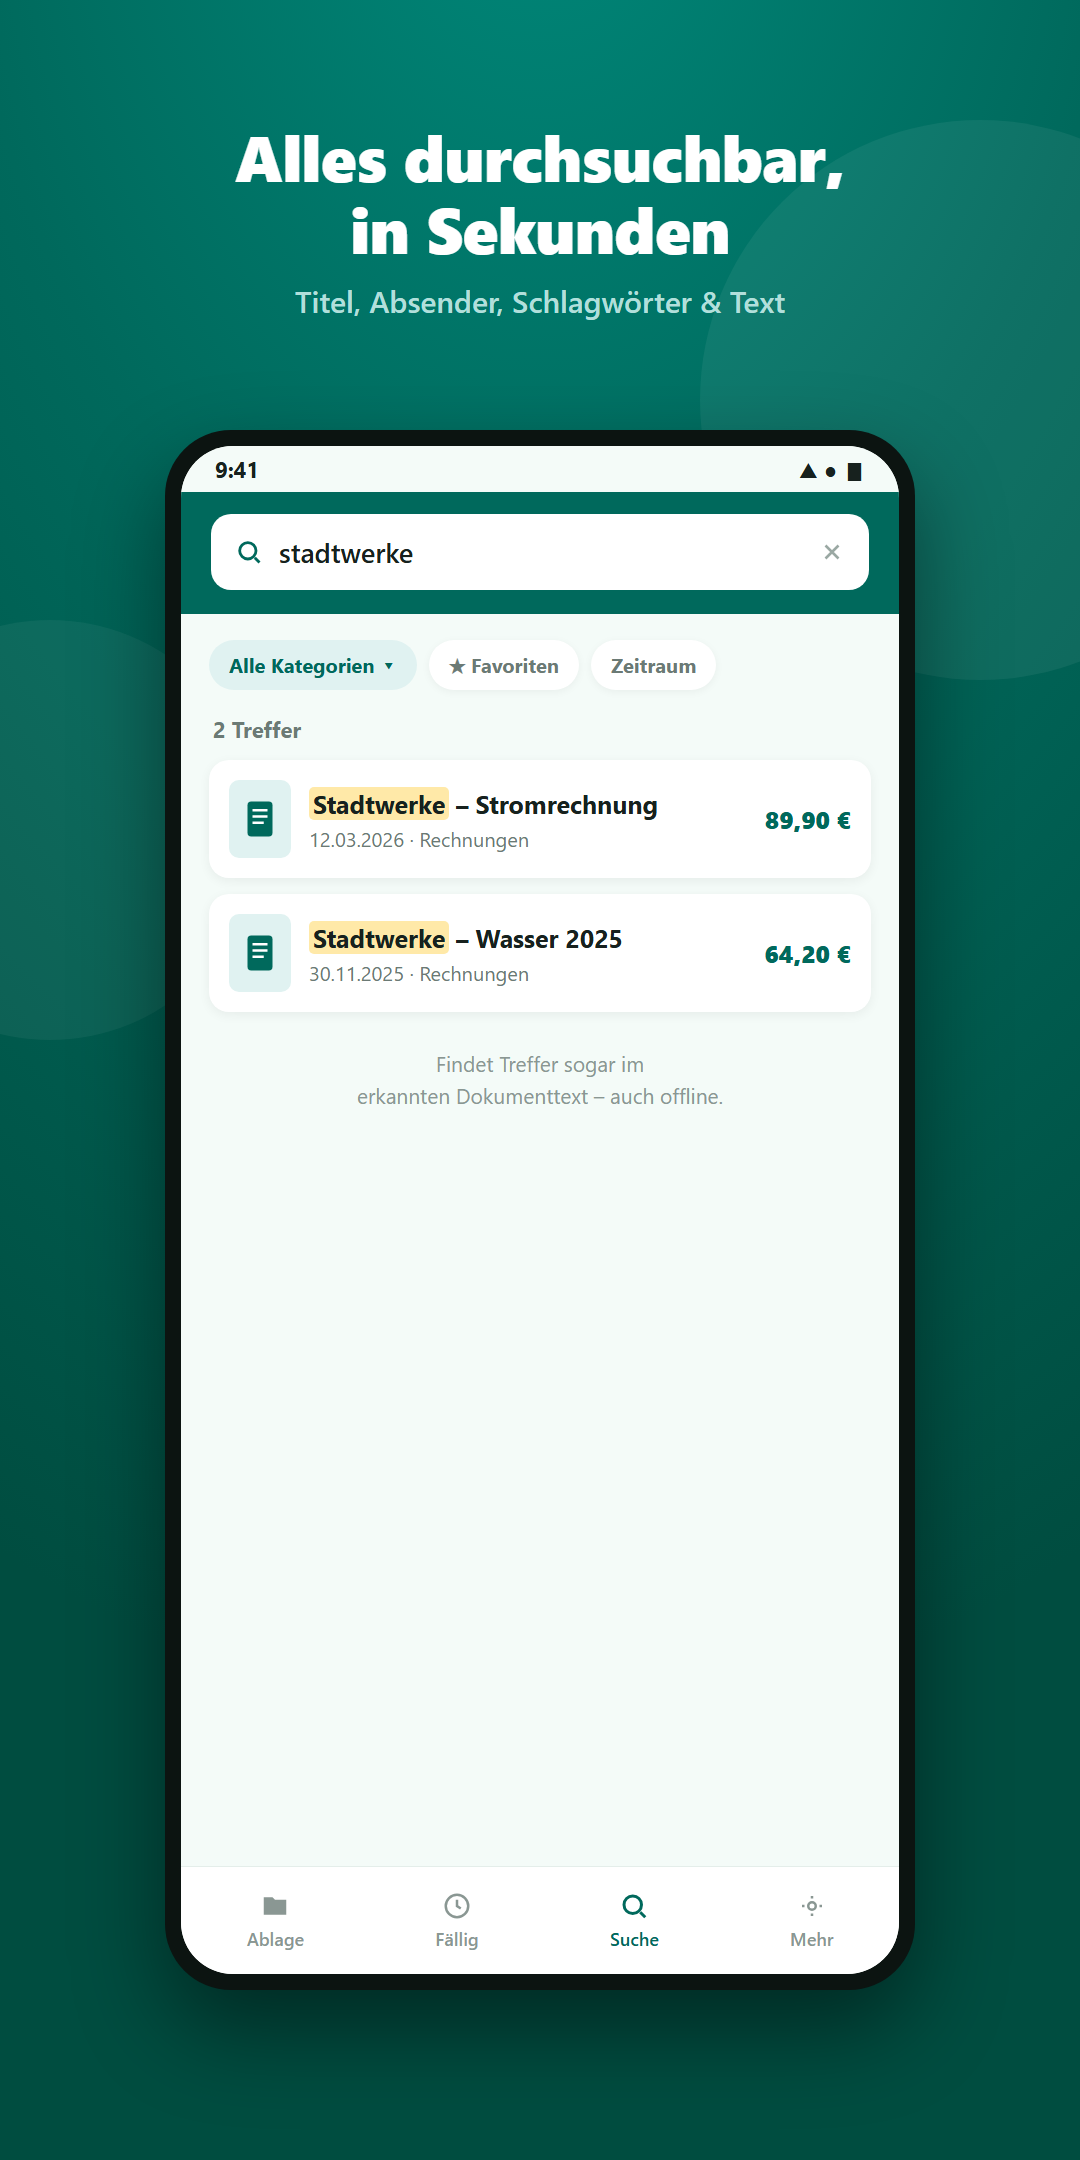 Alles durchsuchbar,
in Sekunden
Titel, Absender, Schlagwörter & Text
9:41
stadtwerke
Alle Kategorien ▾
★ Favoriten
Zeitraum
2 Treffer
Stadtwerke – Stromrechnung
12.03.2026 · Rechnungen
89,90 €
Stadtwerke – Wasser 2025
30.11.2025 · Rechnungen
64,20 €
Findet Treffer sogar im
erkannten Dokumenttext – auch offline.
Ablage
Fällig
Suche
Mehr